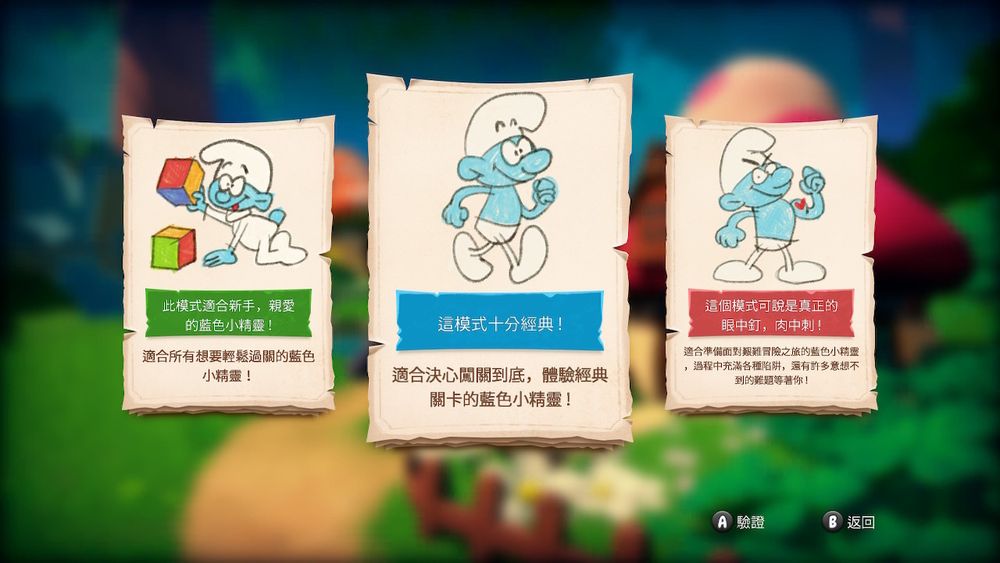 此模式適合新手，親愛
的藍色小精靈！
適合所有想要輕鬆過關的藍色
小精靈！
這模式十分經典！
適合決心闖關到底，體驗經典
關卡的藍色小精靈！
這個模式可說是真正的
眼中釘，肉中刺！
適合準備面對艱難冒險之旅的藍色小精靈
，過程中充滿各種陷阱，還有許多意想不
到的難題等著你！
A 驗證
B 返回